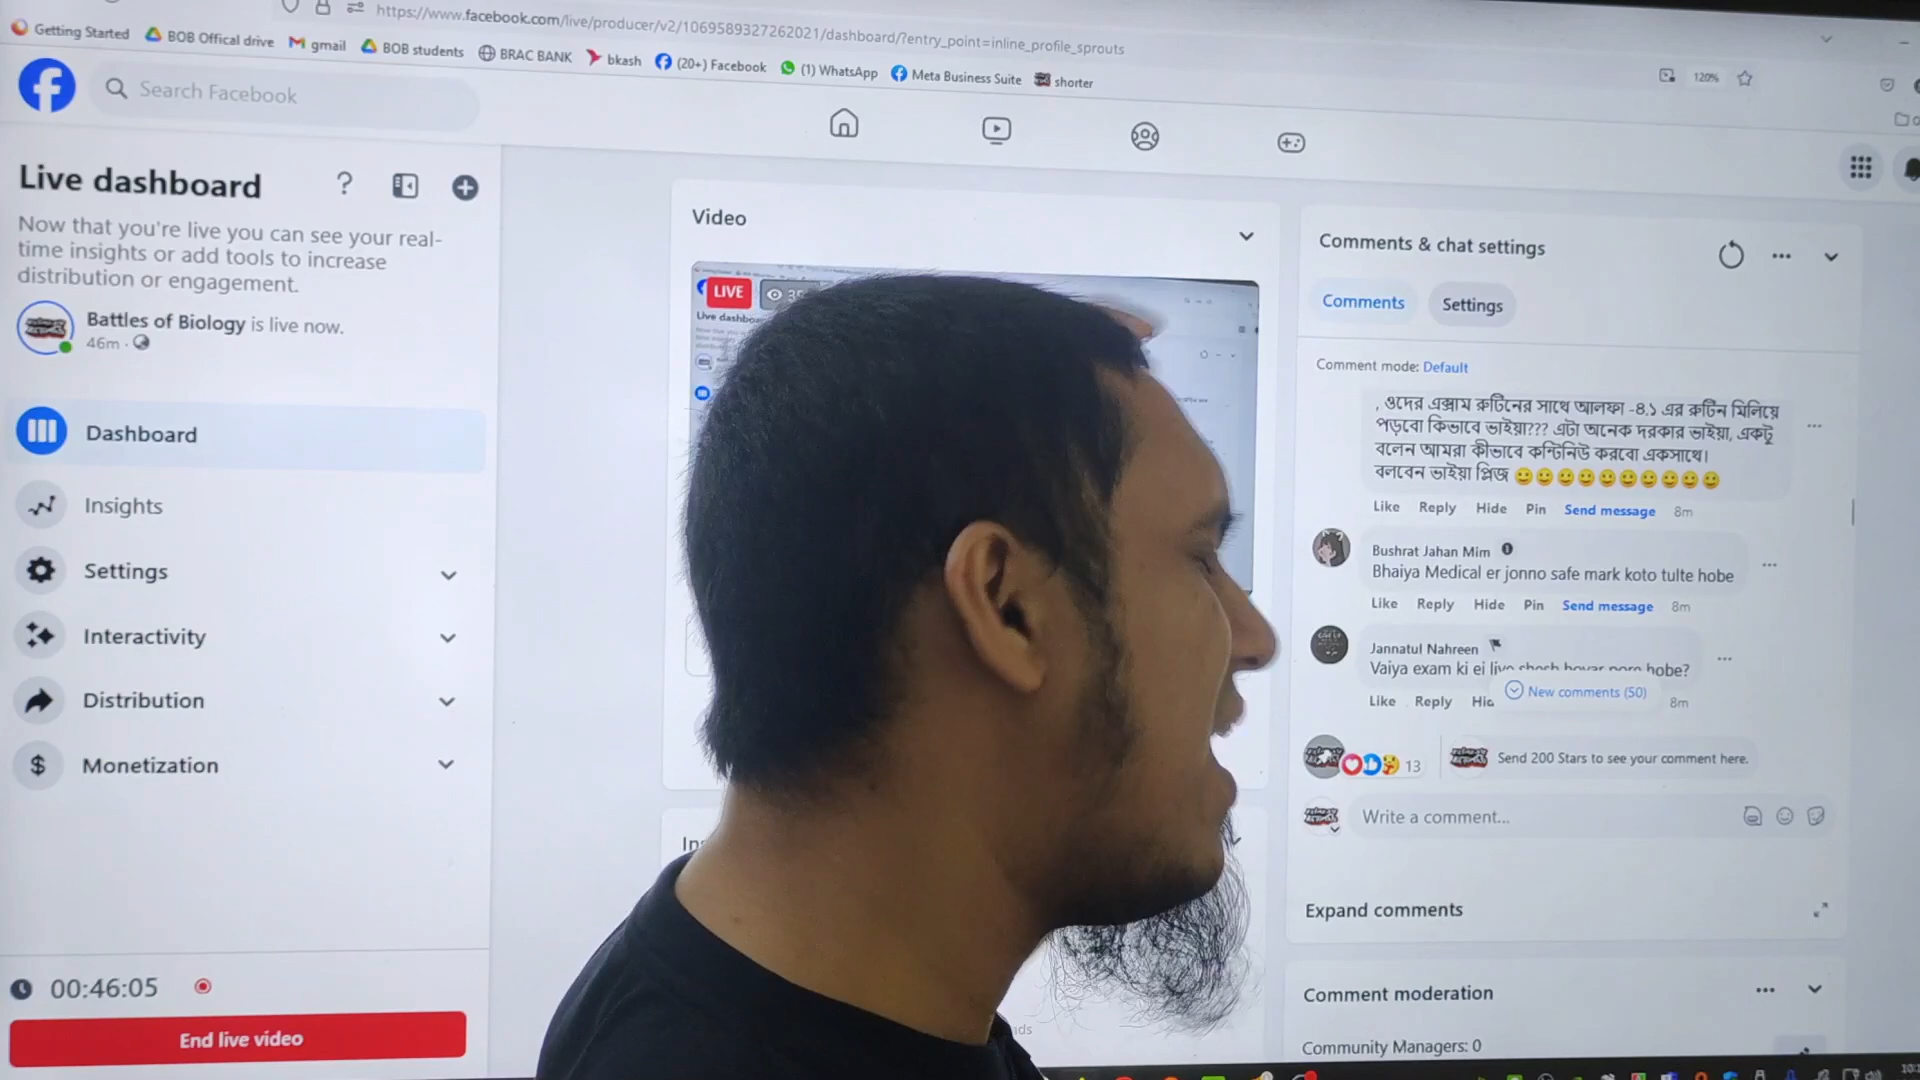 https://www.facebook.com/live/producer/v2/1069589327262021/dashboard/?entry_point=inline_profile_sprouts
Getting Started
BOB Offical drive
gmail
BOB students
BRAC BANK
bkash
(20+) Facebook
(1) WhatsApp
Meta Business Suite
shorter
120%
Search Facebook
Live dashboard
Now that you're live you can see your real-
time insights or add tools to increase
distribution or engagement.
Battles of Biology is live now.
46m
Dashboard
Insights
Settings
Interactivity
Distribution
Monetization
00:46:05
End live video
Video
LIVE
Live dashboa
Comments & chat settings
Comments
Settings
Comment mode: Default
, ওদের এক্সাম রুটিনের সাথে আলফা -৪.১ এর রুটিন মিলিয়ে
পড়বো কিভাবে ভাইয়া??? এটা অনেক দরকার ভাইয়া, একটু
বলেন আমরা কীভাবে কন্টিনিউ করবো একসাথে।
বলবেন ভাইয়া প্লিজ 🙂🙂🙂🙂🙂🙂🙂🙂🙂🙂
Like Reply Hide Pin Send message 8m
Bushrat Jahan Mim
Bhaiya Medical er jonno safe mark koto tulte hobe
Like Reply Hide Pin Send message 8m
Jannatul Nahreen
Vaiya exam ki ei live shesh hovar pore hobe?
Like Reply Hid
New comments (50)
8m
13
Send 200 Stars to see your comment here.
Write a comment...
Expand comments
Comment moderation
Community Managers: 0